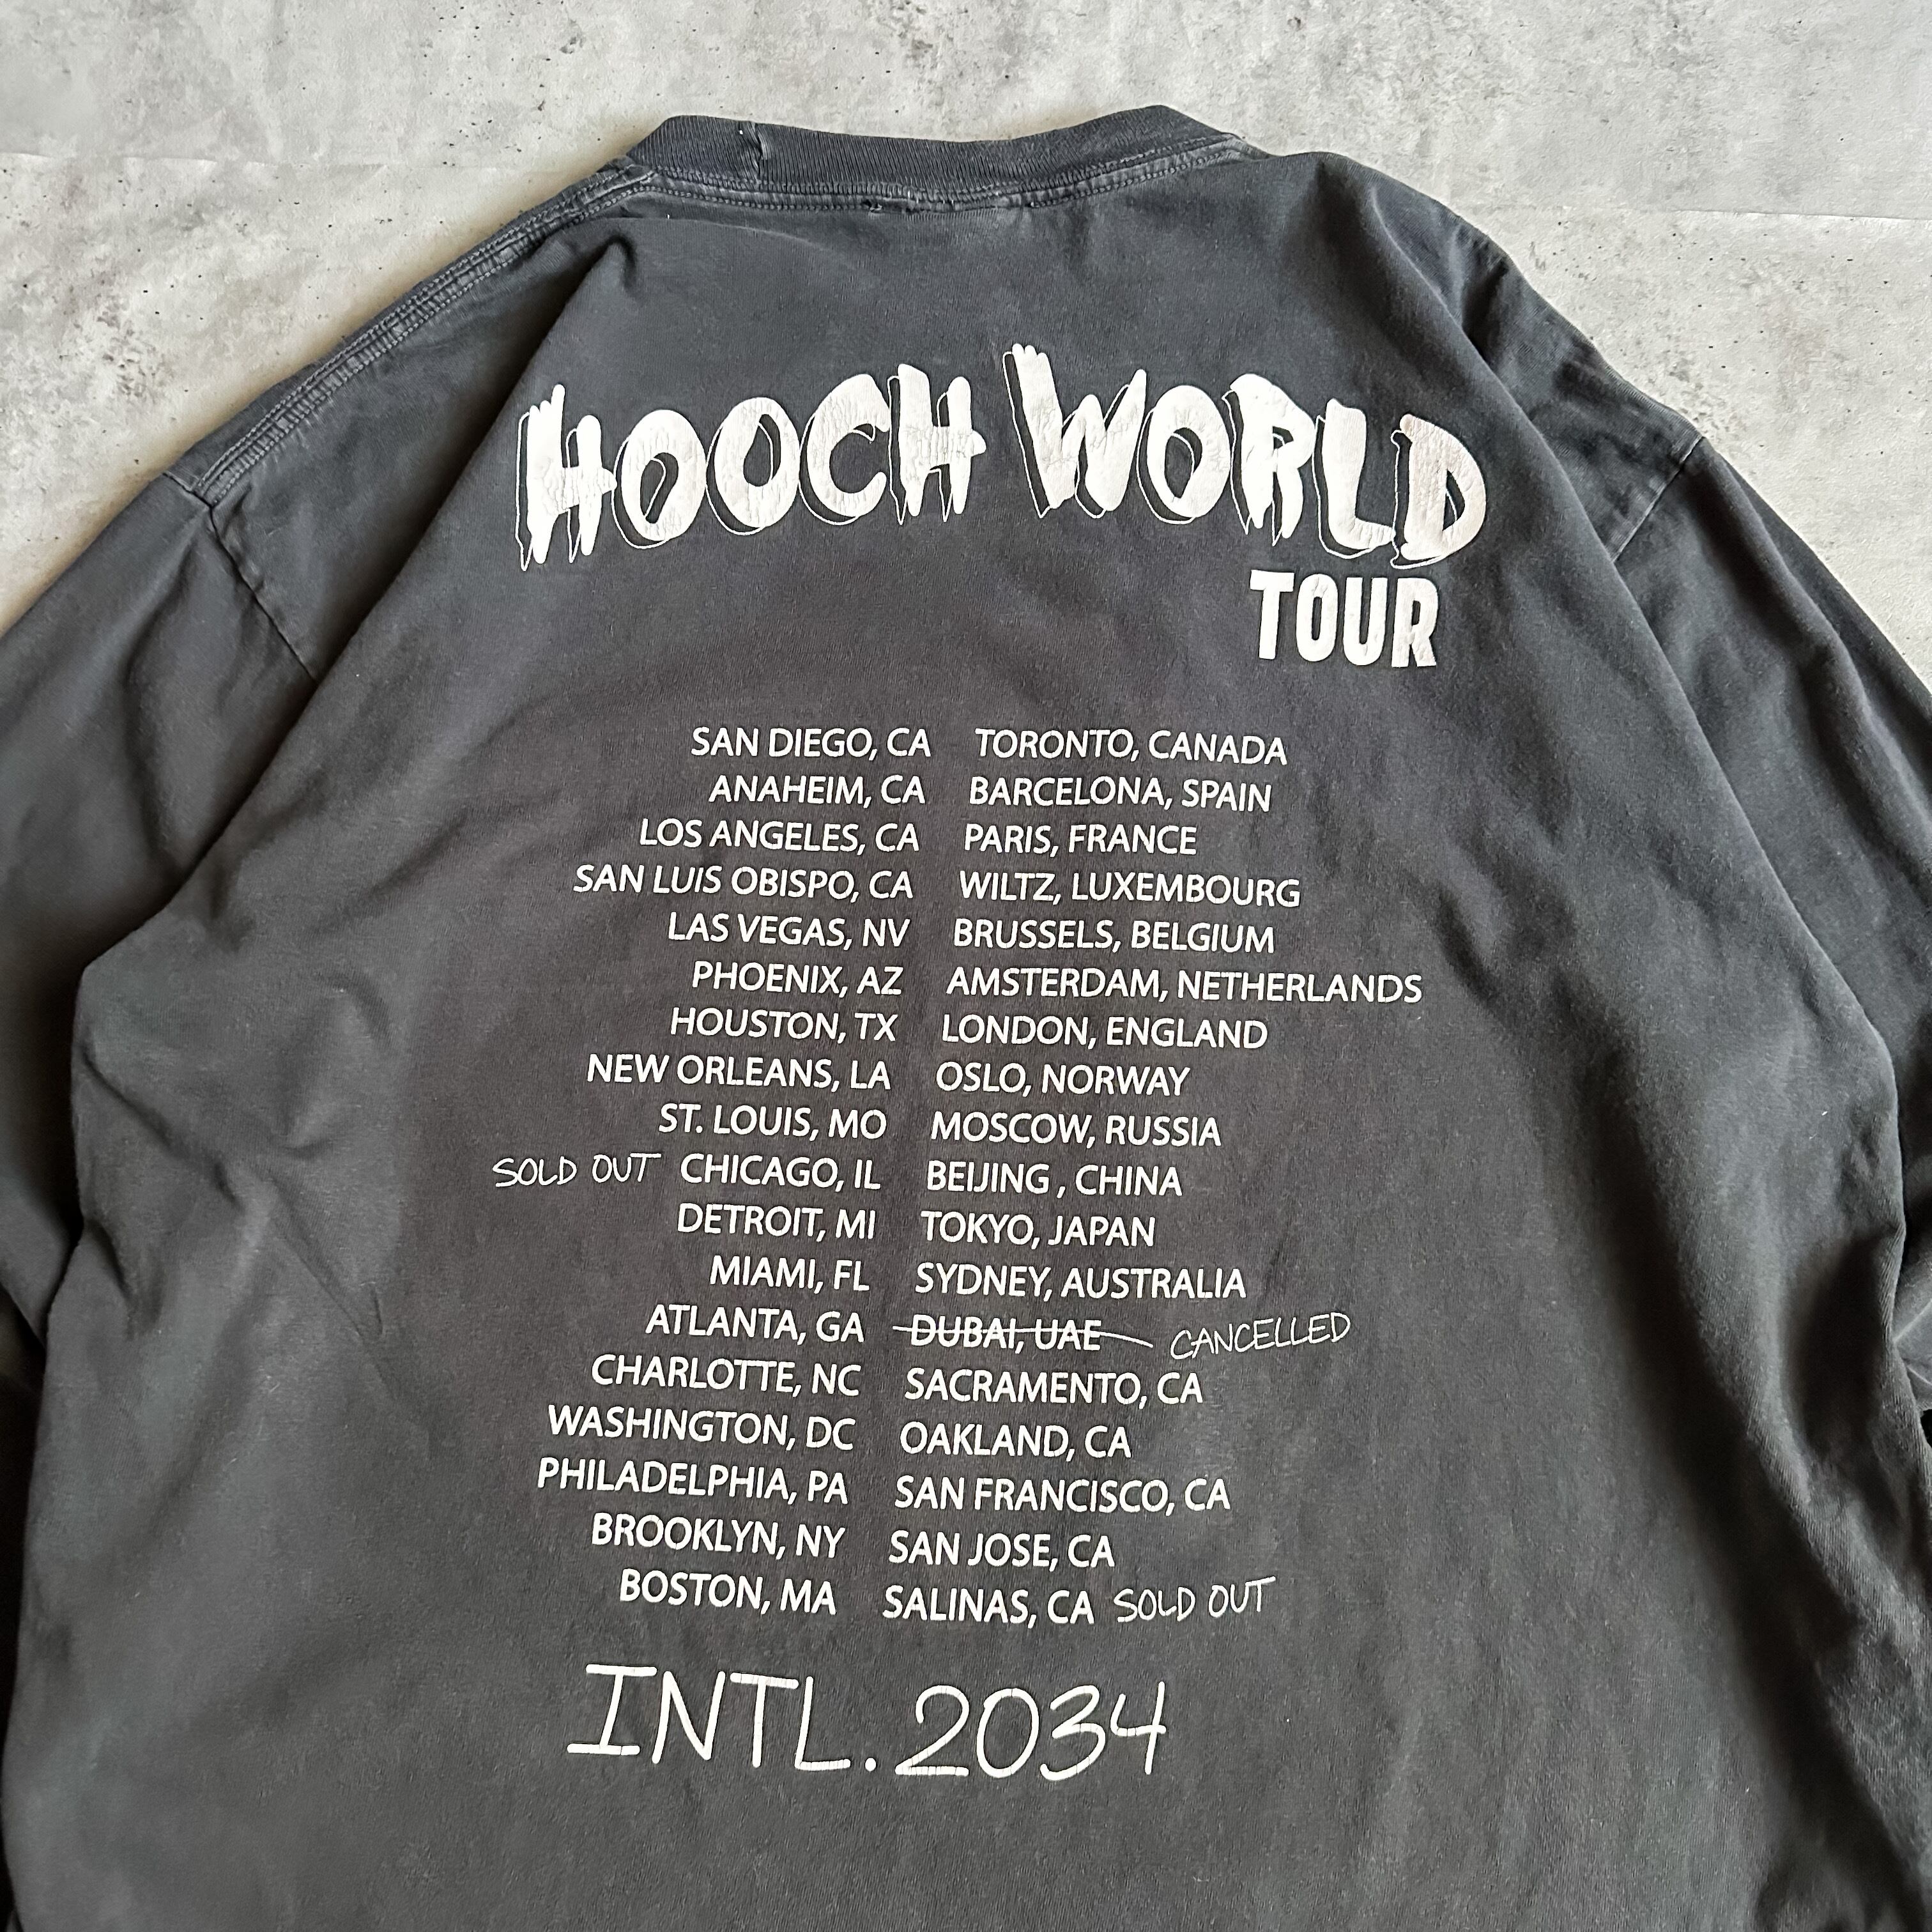 HOOCH WORLD
TOUR
SAN DIEGO, CA
ANAHEIM, CA
LOS ANGELES, CA
SAN LUIS OBISPO, CA
LAS VEGAS, NV
PHOENIX, AZ
HOUSTON, TX
NEW ORLEANS, LA
ST. LOUIS, MO
SOLD OUT CHICAGO, IL
DETROIT, MI
MIAMI, FL
ATLANTA, GA
CHARLOTTE, NC
WASHINGTON, DC
PHILADELPHIA, PA
BROOKLYN, NY
BOSTON, MA
TORONTO, CANADA
BARCELONA, SPAIN
PARIS, FRANCE
WILTZ, LUXEMBOURG
BRUSSELS, BELGIUM
AMSTERDAM, NETHERLANDS
LONDON, ENGLAND
OSLO, NORWAY
MOSCOW, RUSSIA
BEIJING , CHINA
TOKYO, JAPAN
SYDNEY, AUSTRALIA
DUBAI, UAE CANCELLED
SACRAMENTO, CA
OAKLAND, CA
SAN FRANCISCO, CA
SAN JOSE, CA
SALINAS, CA SOLD OUT
INTL. 2034